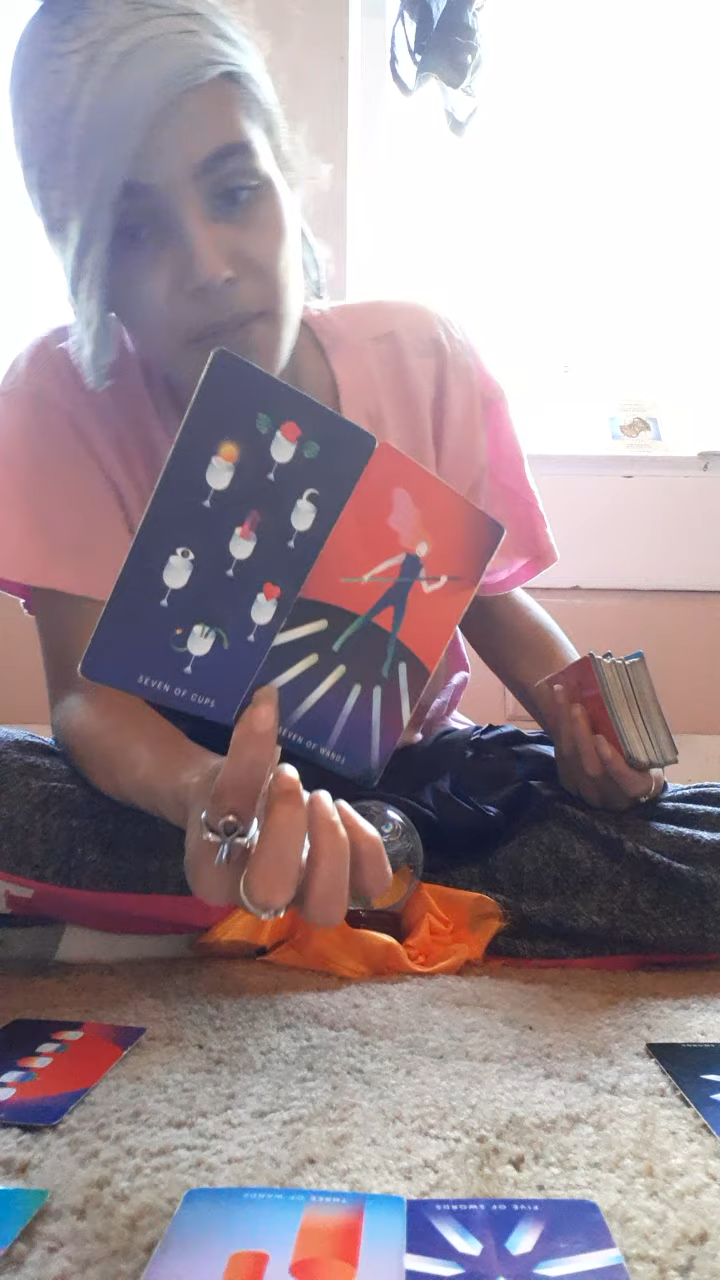 SEVEN OF CUPS
SEVEN OF WANDS
THREE OF WANDS
FIVE OF SWORDS